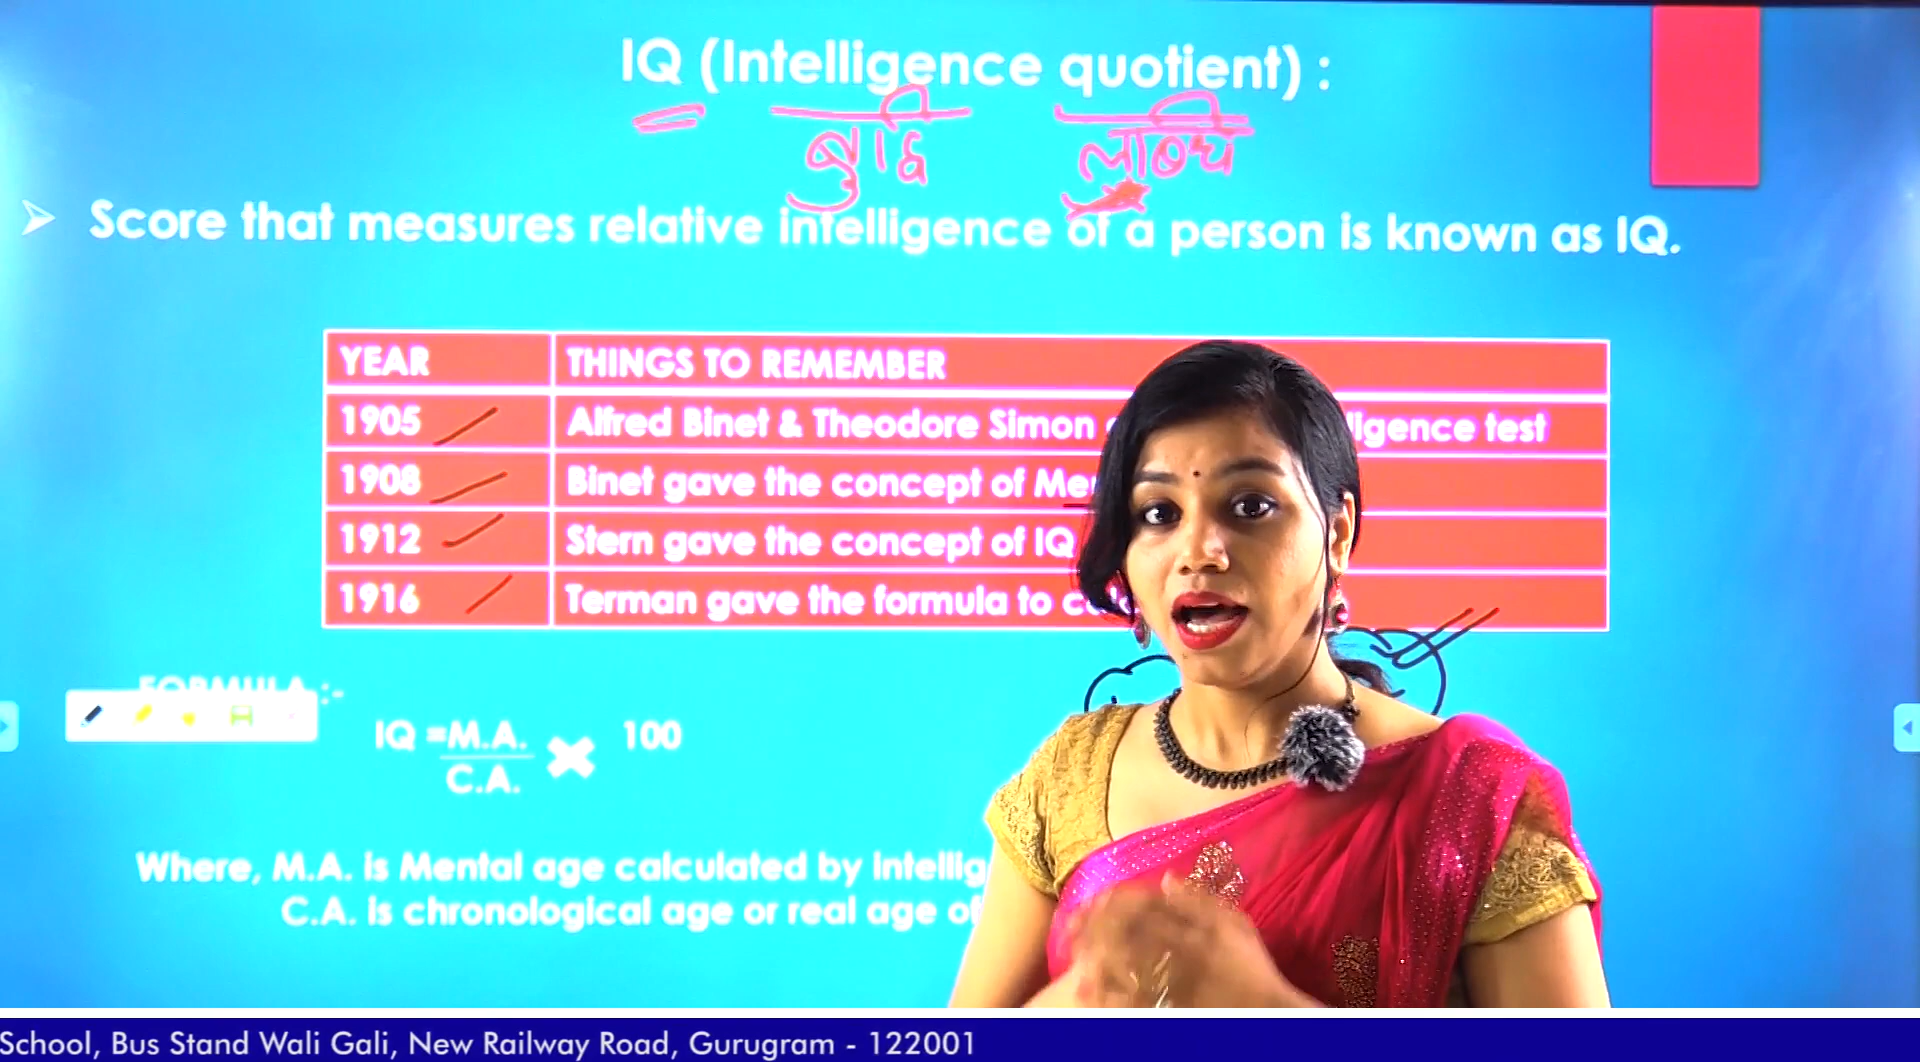 IQ (Intelligence quotient) :
बुद्धि लब्धि
Score that measures relative intelligence of a person is known as IQ.
YEAR THINGS TO REMEMBER
1905 Alfred Binet & Theodore Simon test
1908 Binet gave the concept of
1912 Stern gave the concept of IQ
1916 Terman gave the formula to
FORMULA :-
IQ = M.A. × 100
C.A.
Where, M.A. is Mental age calculated by
C.A. is chronological age or real age
School, Bus Stand Wali Gali, New Railway Road, Gurugram - 122001